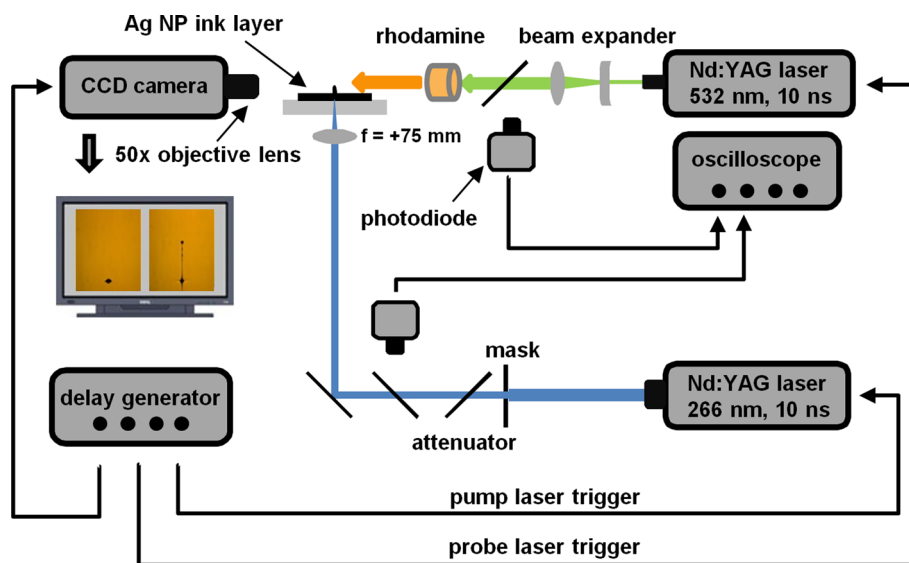 Ag NP ink layer
rhodamine
beam expander
CCD camera
Nd:YAG laser
532 nm, 10 ns
50x objective lens
f = +75 mm
oscilloscope
photodiode
mask
Nd:YAG laser
266 nm, 10 ns
delay generator
attenuator
pump laser trigger
probe laser trigger